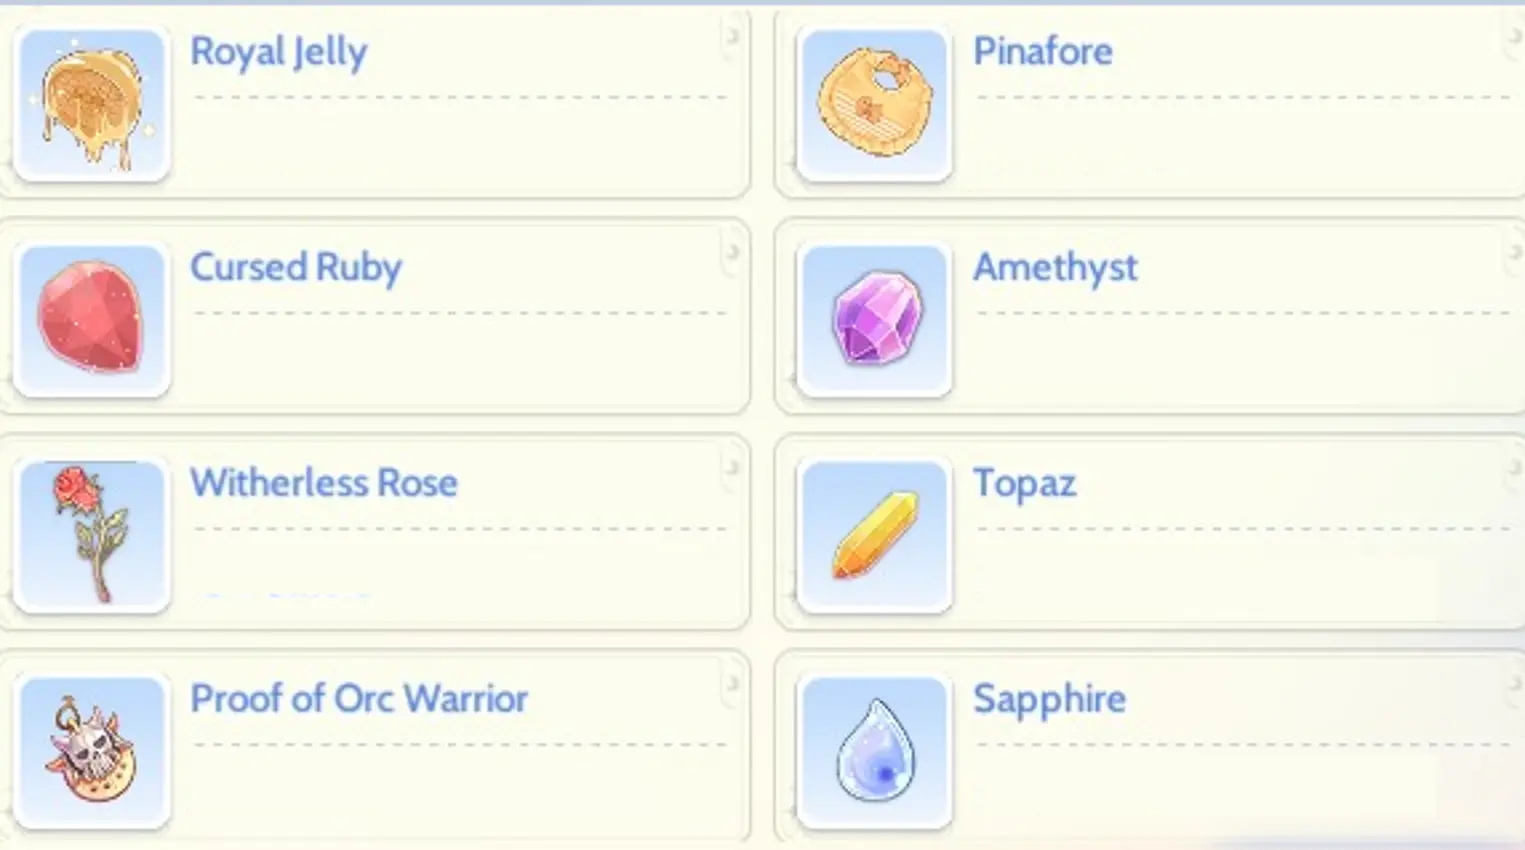 Royal Jelly
Pinafore
Cursed Ruby
Amethyst
Witherless Rose
Topaz
Proof of Orc Warrior
Sapphire